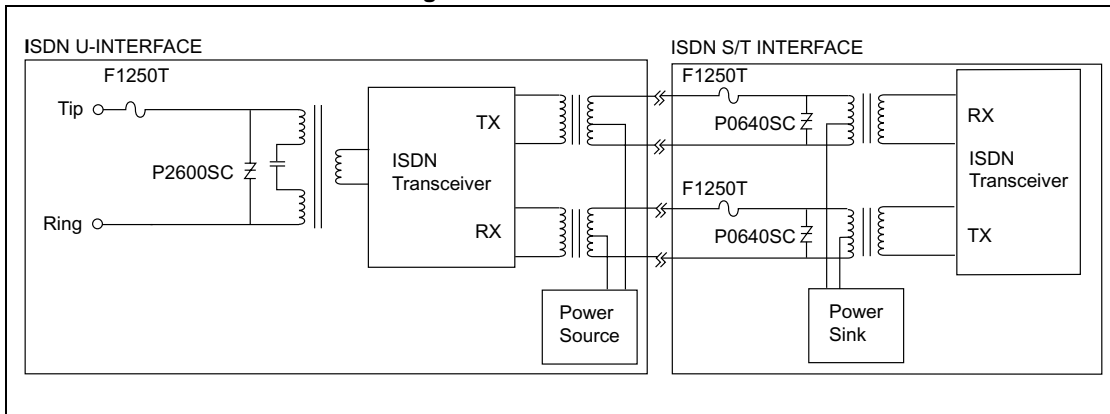 ISDN U-INTERFACE
F1250T
Tip
P2600SC
Ring
TX
ISDN
Transceiver
RX
Power
Source
ISDN S/T INTERFACE
F1250T
P0640SC
F1250T
P0640SC
RX
ISDN
Transceiver
TX
Power
Sink